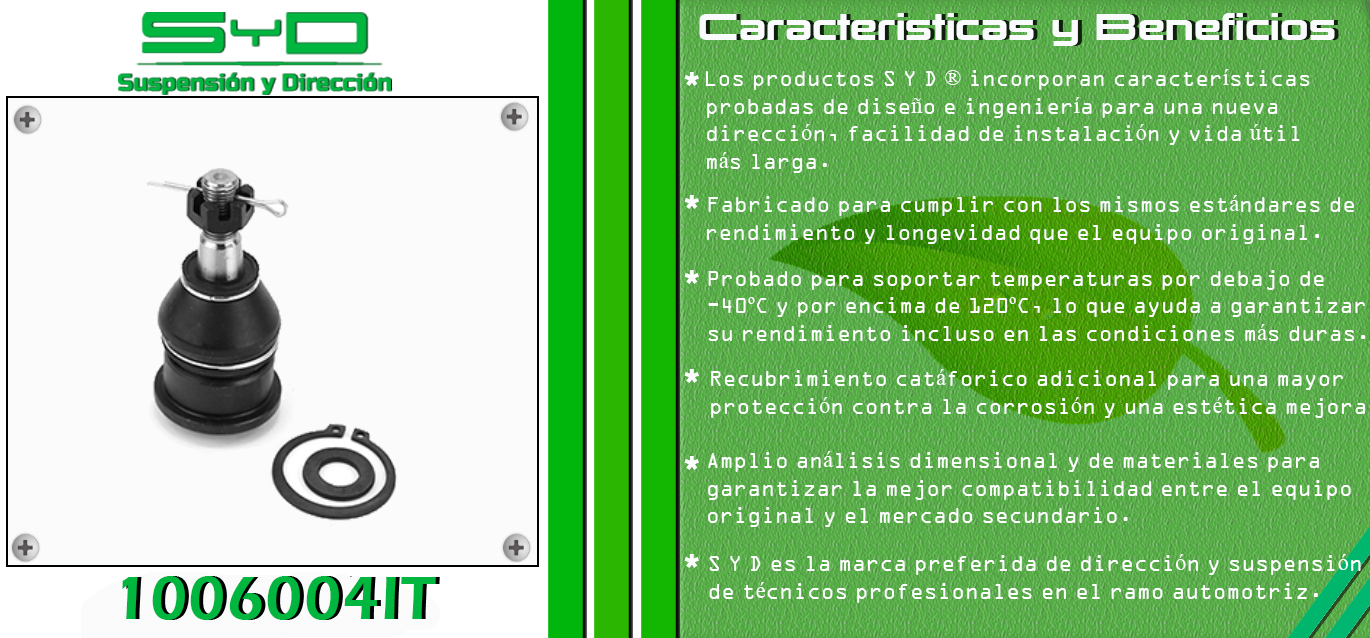 SYD
Suspensión y Dirección
1006004IT
Caracteristicas y Beneficios
* Los productos S Y D ® incorporan características
probadas de diseño e ingeniería para una nueva
dirección, facilidad de instalación y vida útil
más larga.
* Fabricado para cumplir con los mismos estándares de
rendimiento y longevidad que el equipo original.
* Probado para soportar temperaturas por debajo de
-40°C y por encima de 120°C, lo que ayuda a garantizar
su rendimiento incluso en las condiciones más duras.
* Recubrimiento catáforico adicional para una mayor
protección contra la corrosión y una estética mejora
* Amplio análisis dimensional y de materiales para
garantizar la mejor compatibilidad entre el equipo
original y el mercado secundario.
* S Y D es la marca preferida de dirección y suspensión
de técnicos profesionales en el ramo automotriz.